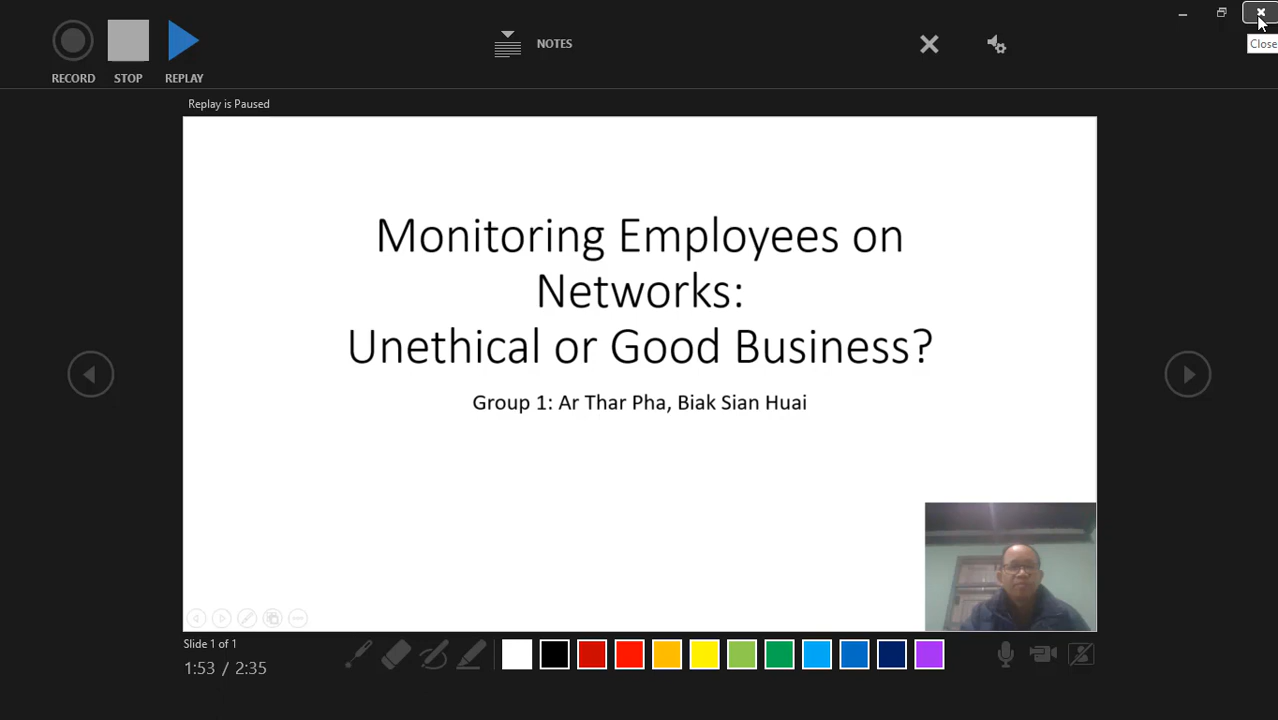 Close
RECORD
STOP
REPLAY
NOTES
Replay is Paused
Monitoring Employees on
Networks:
Unethical or Good Business?
Group 1: Ar Thar Pha, Biak Sian Huai
Slide 1 of 1
1:53 / 2:35